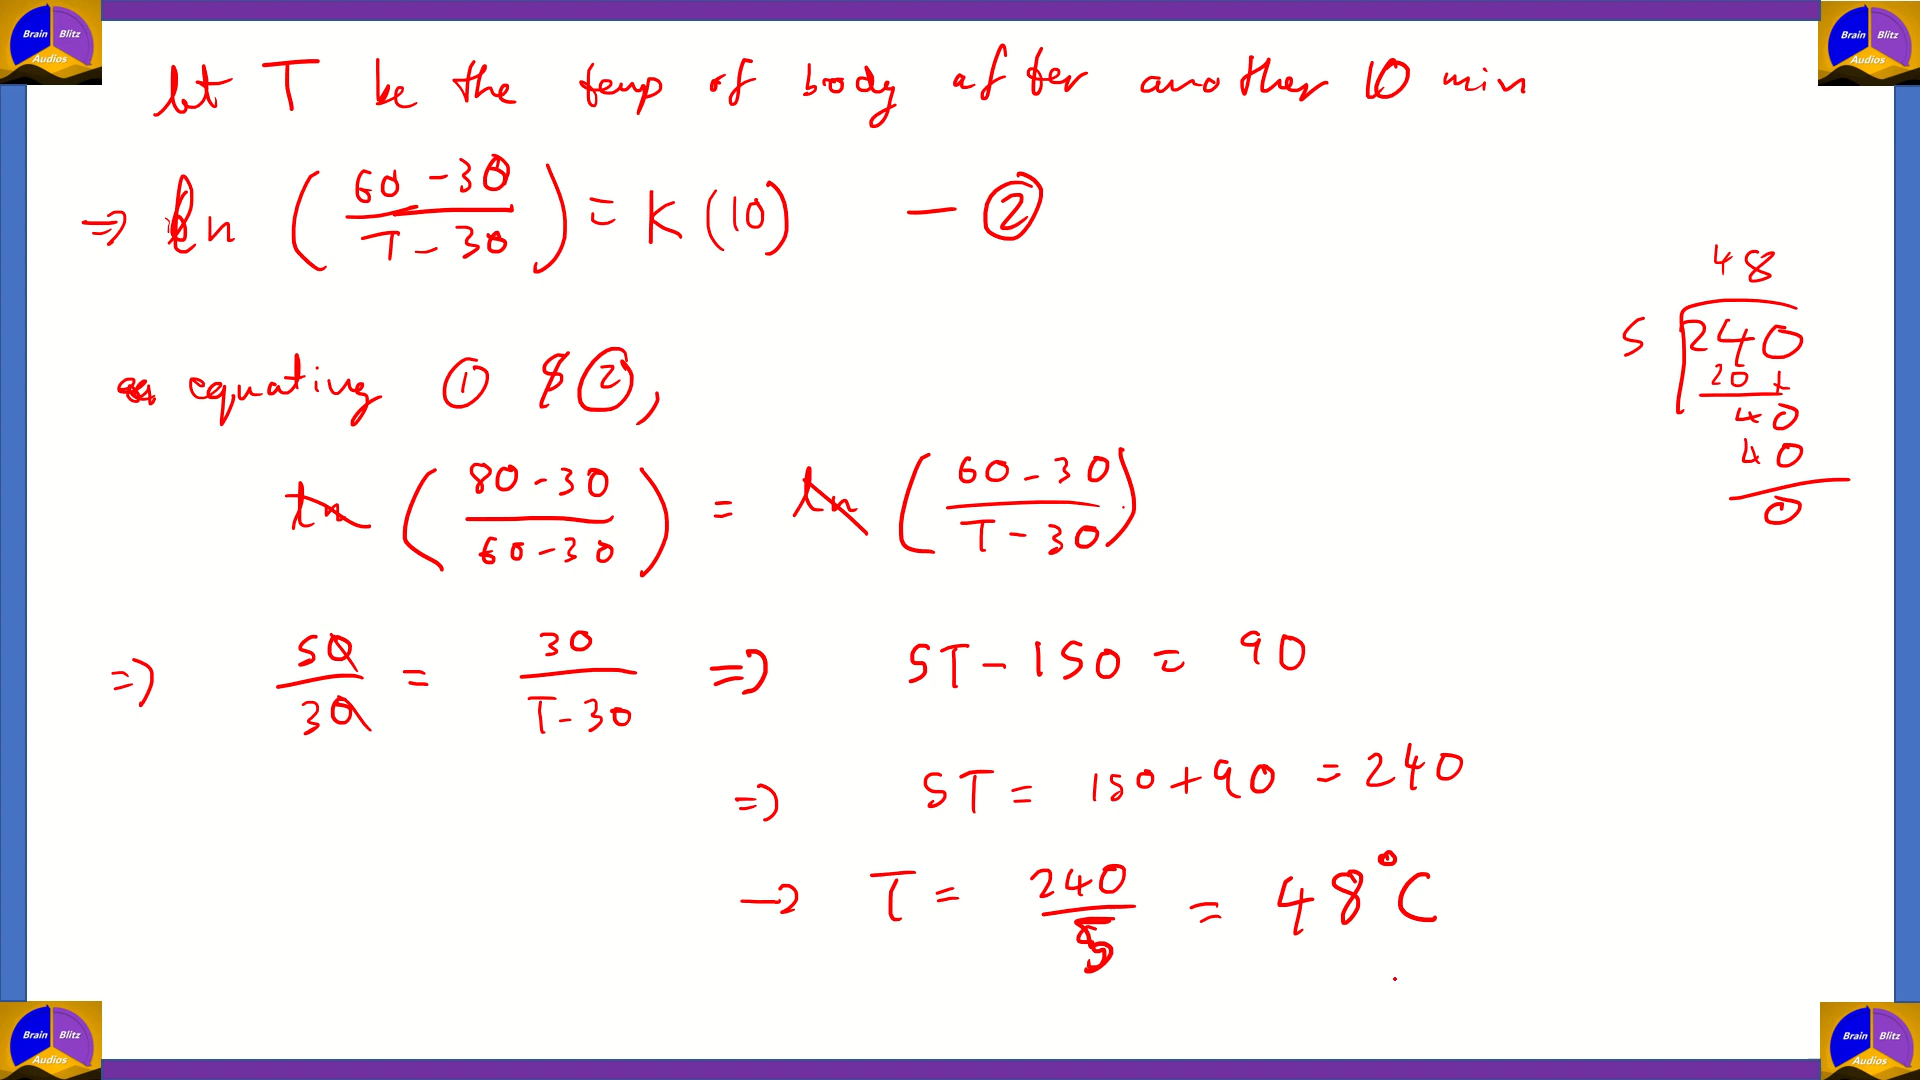 Brain Blitz Audios
Brain Blitz Audios
let T be the temp of body after another 10 min
⇒ ln ( (60 - 30) / (T - 30) ) = K (10) — ②
equating ① & ②,
ln ( (80 - 30) / (60 - 30) ) = ln ( (60 - 30) / (T - 30) )
⇒ 50 / 30 = 30 / (T - 30) ⇒ 5T - 150 = 90
⇒ 5T = 150 + 90 = 240
→ T = 240 / 5 = 48°C
48
5 240
20 ↓
40
40
0
Brain Blitz Audios
Brain Blitz Audios